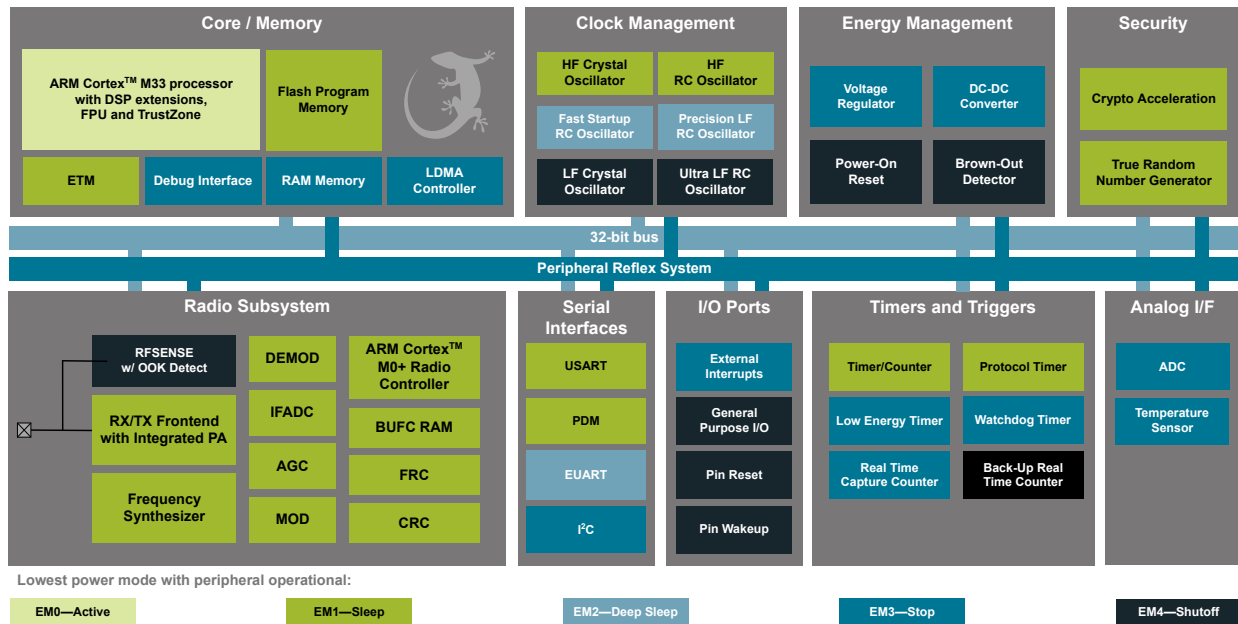 Core / Memory
ARM Cortex™ M33 processor
with DSP extensions,
FPU and TrustZone
Flash Program
Memory
ETM
Debug Interface
RAM Memory
LDMA
Controller
Clock Management
HF Crystal
Oscillator
HF
RC Oscillator
Fast Startup
RC Oscillator
Precision LF
RC Oscillator
LF Crystal
Oscillator
Ultra LF RC
Oscillator
Energy Management
Voltage
Regulator
DC-DC
Converter
Power-On
Reset
Brown-Out
Detector
Security
Crypto Acceleration
True Random
Number Generator
32-bit bus
Peripheral Reflex System
Radio Subsystem
RFSENSE
w/ OOK Detect
RX/TX Frontend
with Integrated PA
Frequency
Synthesizer
DEMOD
IFADC
AGC
MOD
ARM Cortex™
M0+ Radio
Controller
BUFC RAM
FRC
CRC
Serial
Interfaces
USART
PDM
EUART
I²C
I/O Ports
External
Interrupts
General
Purpose I/O
Pin Reset
Pin Wakeup
Timers and Triggers
Timer/Counter
Protocol Timer
Low Energy Timer
Watchdog Timer
Real Time
Capture Counter
Back-Up Real
Time Counter
Analog I/F
ADC
Temperature
Sensor
Lowest power mode with peripheral operational:
EM0—Active
EM1—Sleep
EM2—Deep Sleep
EM3—Stop
EM4—Shutoff